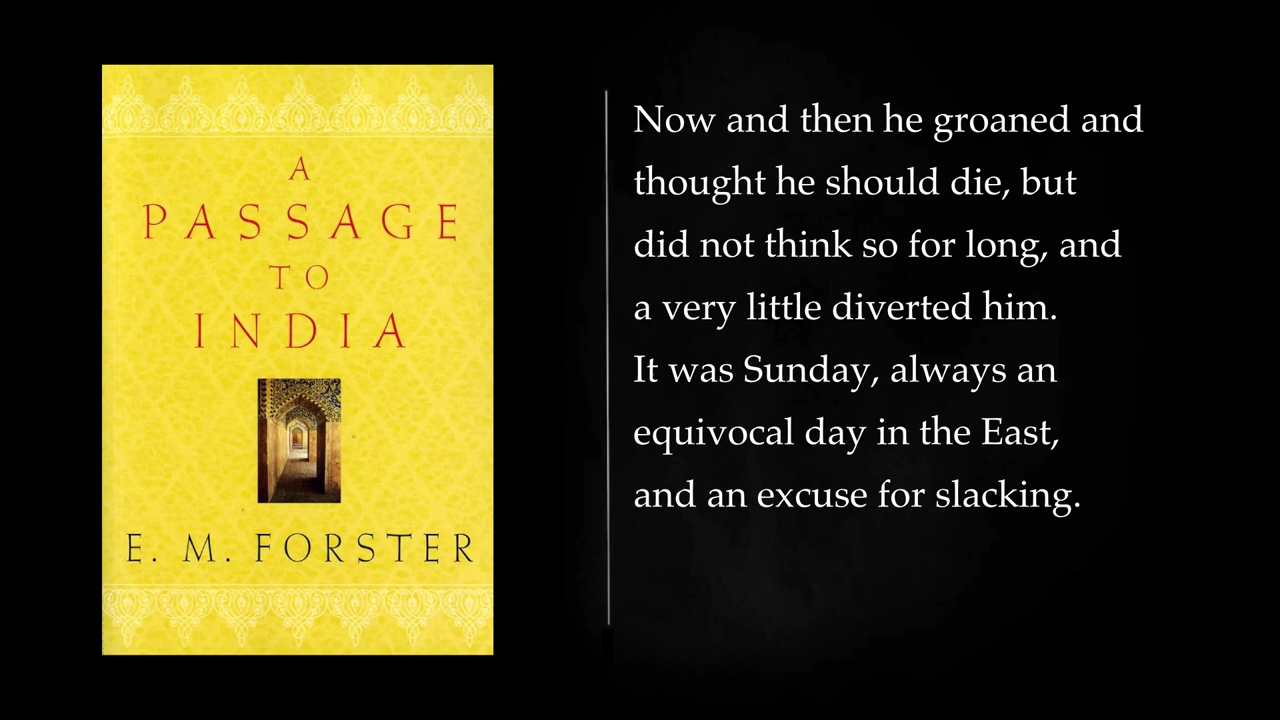 A
PASSAGE
TO
INDIA
E. M. FORSTER
Now and then he groaned and
thought he should die, but
did not think so for long, and
a very little diverted him.
It was Sunday, always an
equivocal day in the East,
and an excuse for slacking.